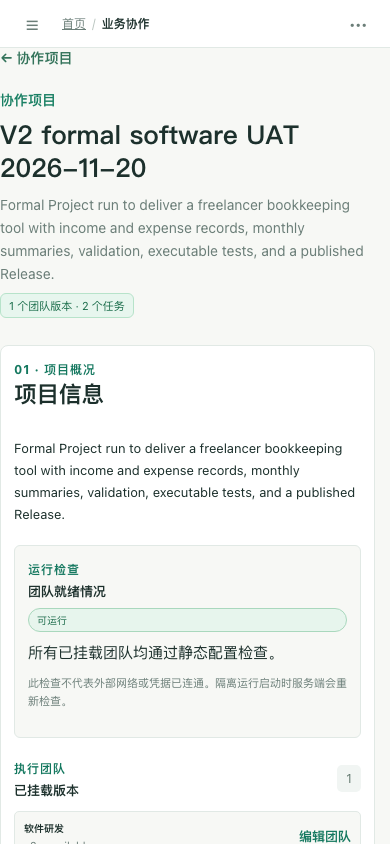 首页 / 业务协作
← 协作项目
协作项目
V2 formal software UAT
2026-11-20
Formal Project run to deliver a freelancer bookkeeping
tool with income and expense records, monthly
summaries, validation, executable tests, and a published
Release.
1 个团队版本 · 2 个任务
01 · 项目概况
项目信息
Formal Project run to deliver a freelancer bookkeeping
tool with income and expense records, monthly
summaries, validation, executable tests, and a published
Release.
运行检查
团队就绪情况
可运行
所有已挂载团队均通过静态配置检查。
此检查不代表外部网络或凭据已连通。隔离运行启动时服务端会重
新检查。
执行团队
已挂载版本
1
软件研发
编辑团队